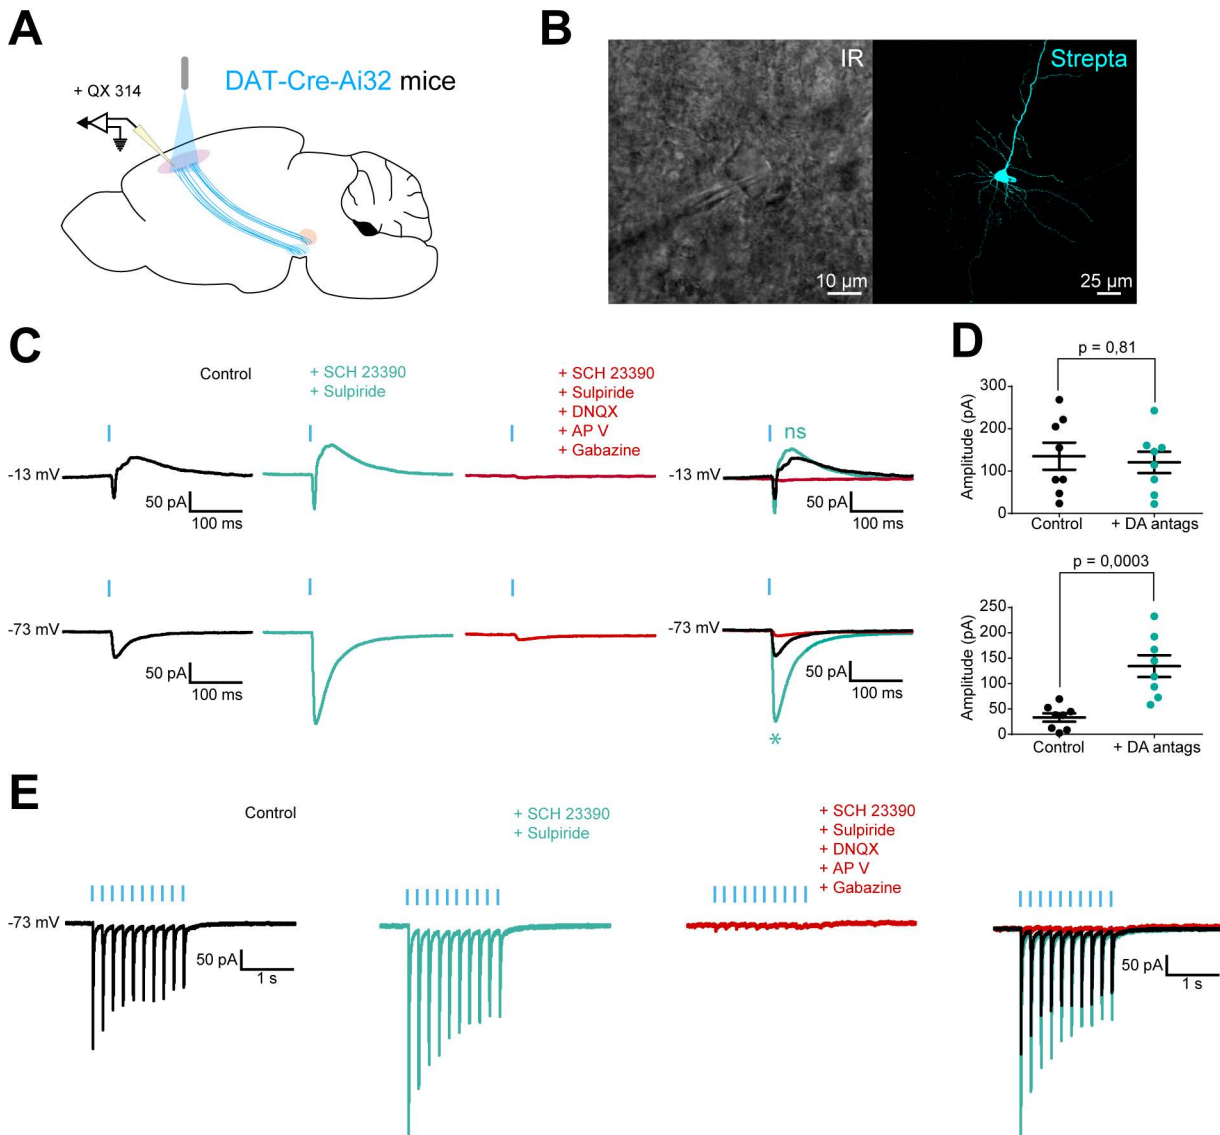 A
DAT-Cre-Ai32 mice
+ QX 314
B
IR
Strepta
10 µm
25 µm
C
Control
+ SCH 23390
+ Sulpiride
+ SCH 23390
+ Sulpiride
+ DNQX
+ AP V
+ Gabazine
ns
-13 mV
50 pA
100 ms
-13 mV
50 pA
100 ms
-73 mV
50 pA
100 ms
-73 mV
50 pA
100 ms
*
D
p = 0,81
Amplitude (pA)
300
200
100
0
Control
+ DA antags
p = 0,0003
Amplitude (pA)
250
200
150
100
50
0
Control
+ DA antags
E
Control
+ SCH 23390
+ Sulpiride
+ SCH 23390
+ Sulpiride
+ DNQX
+ AP V
+ Gabazine
-73 mV
50 pA
1 s
50 pA
1 s